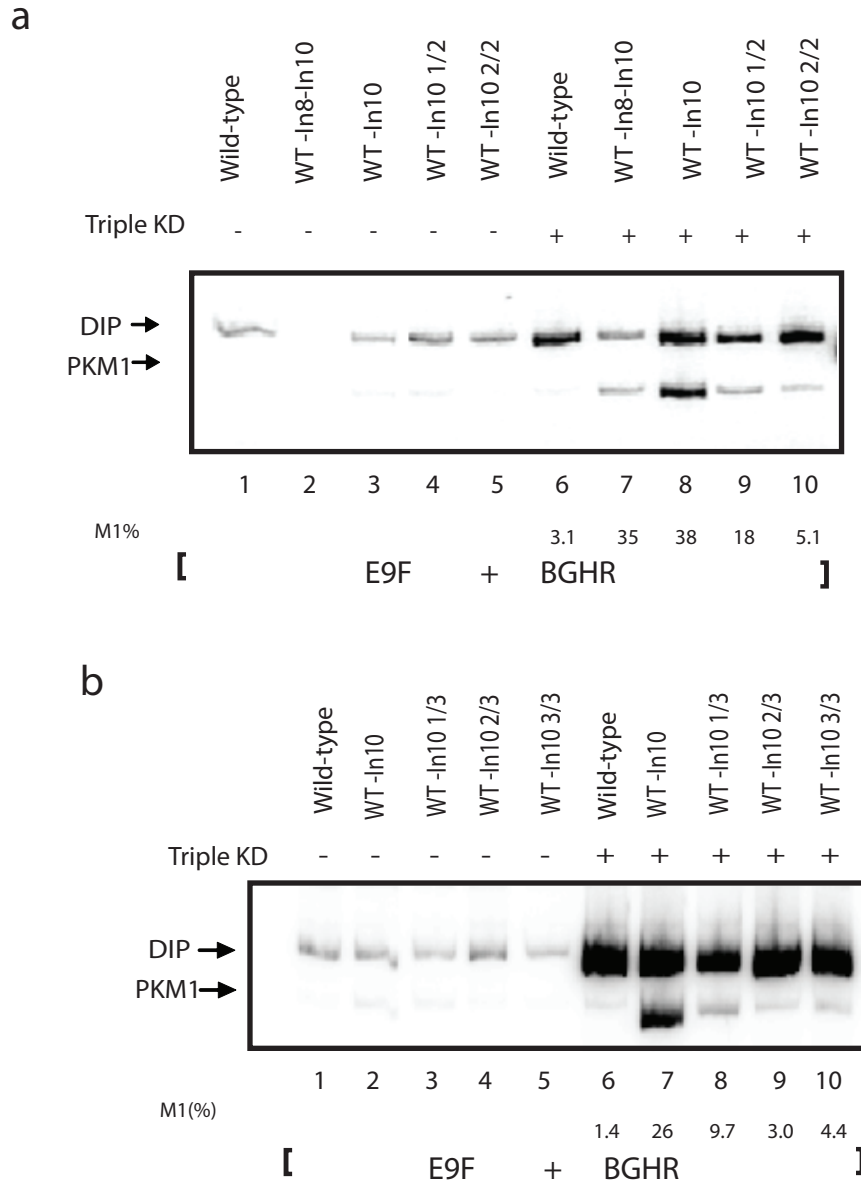 a
Wild-type WT -In8-In10 WT -In10 WT -In10 1/2 WT -In10 2/2 Wild-type WT -In8-In10 WT -In10 WT -In10 1/2 WT -In10 2/2
Triple KD - - - - - + + + + +
DIP
PKM1
1 2 3 4 5 6 7 8 9 10
M1% 3.1 35 38 18 5.1
[ E9F + BGHR ]
b
Wild-type WT -In10 WT -In10 1/3 WT -In10 2/3 WT -In10 3/3 Wild-type WT -In10 WT -In10 1/3 WT -In10 2/3 WT -In10 3/3
Triple KD - - - - - + + + + +
DIP
PKM1
1 2 3 4 5 6 7 8 9 10
M1(%) 1.4 26 9.7 3.0 4.4
[ E9F + BGHR ]